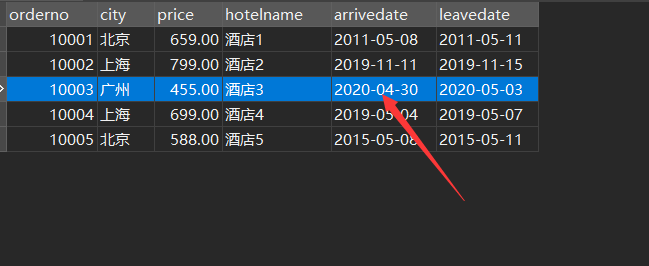 orderno city price hotelname arrivedate leavedate
10001 北京 659.00 酒店1 2011-05-08 2011-05-11
10002 上海 799.00 酒店2 2019-11-11 2019-11-15
10003 广州 455.00 酒店3 2020-04-30 2020-05-03
10004 上海 699.00 酒店4 2019-05-04 2019-05-07
10005 北京 588.00 酒店5 2015-05-08 2015-05-11